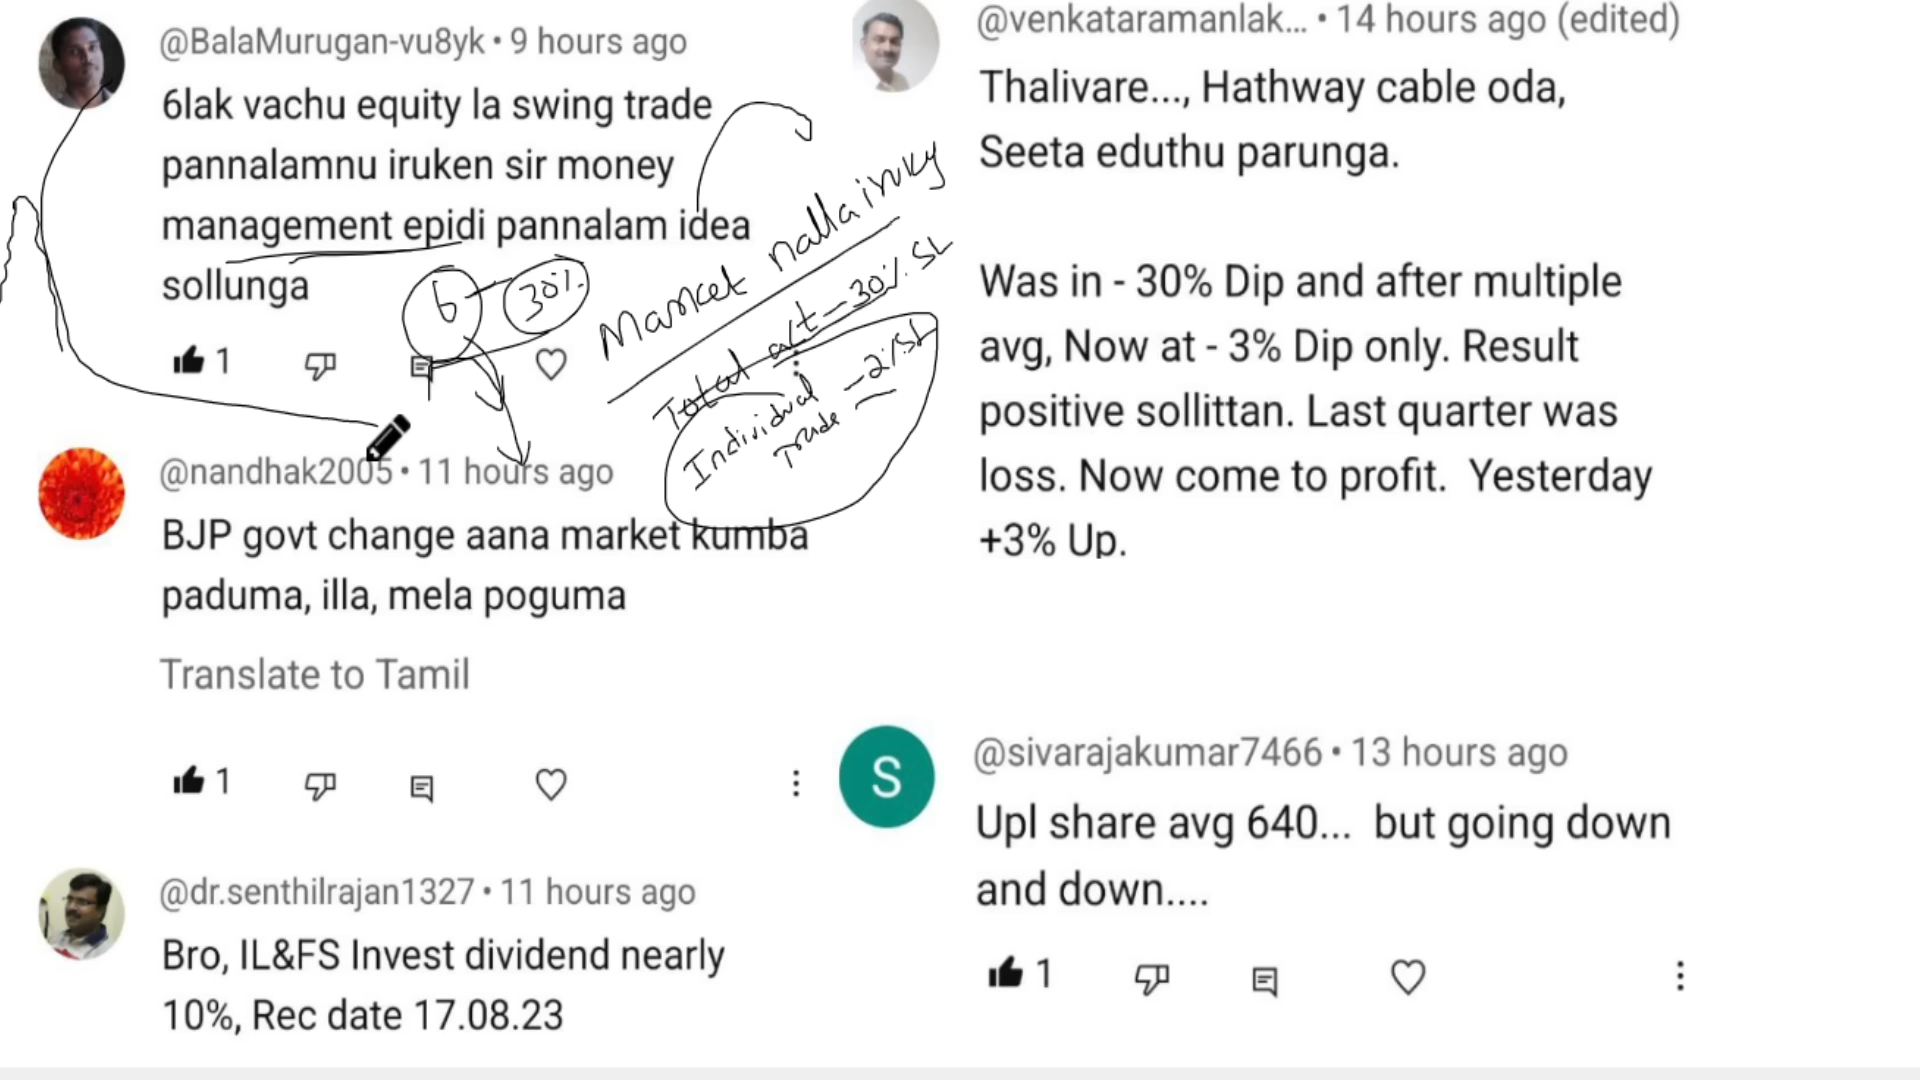 @BalaMurugan-vu8yk • 9 hours ago
6lak vachu equity la swing trade
pannalamnu iruken sir money
management epidi pannalam idea
sollunga
1
6 - 30%
Market nalla iruku
Total a/t - 30% SL
Individual - 2% SL
Trade
@nandhak2005 • 11 hours ago
BJP govt change aana market kumba
paduma, illa, mela poguma
Translate to Tamil
1
@dr.senthilrajan1327 • 11 hours ago
Bro, IL&FS Invest dividend nearly
10%, Rec date 17.08.23
@venkataramanlak... • 14 hours ago (edited)
Thalivare..., Hathway cable oda,
Seeta eduthu parunga.
Was in - 30% Dip and after multiple
avg, Now at - 3% Dip only. Result
positive sollittan. Last quarter was
loss. Now come to profit. Yesterday
+3% Up.
S
@sivarajakumar7466 • 13 hours ago
Upl share avg 640... but going down
and down....
1